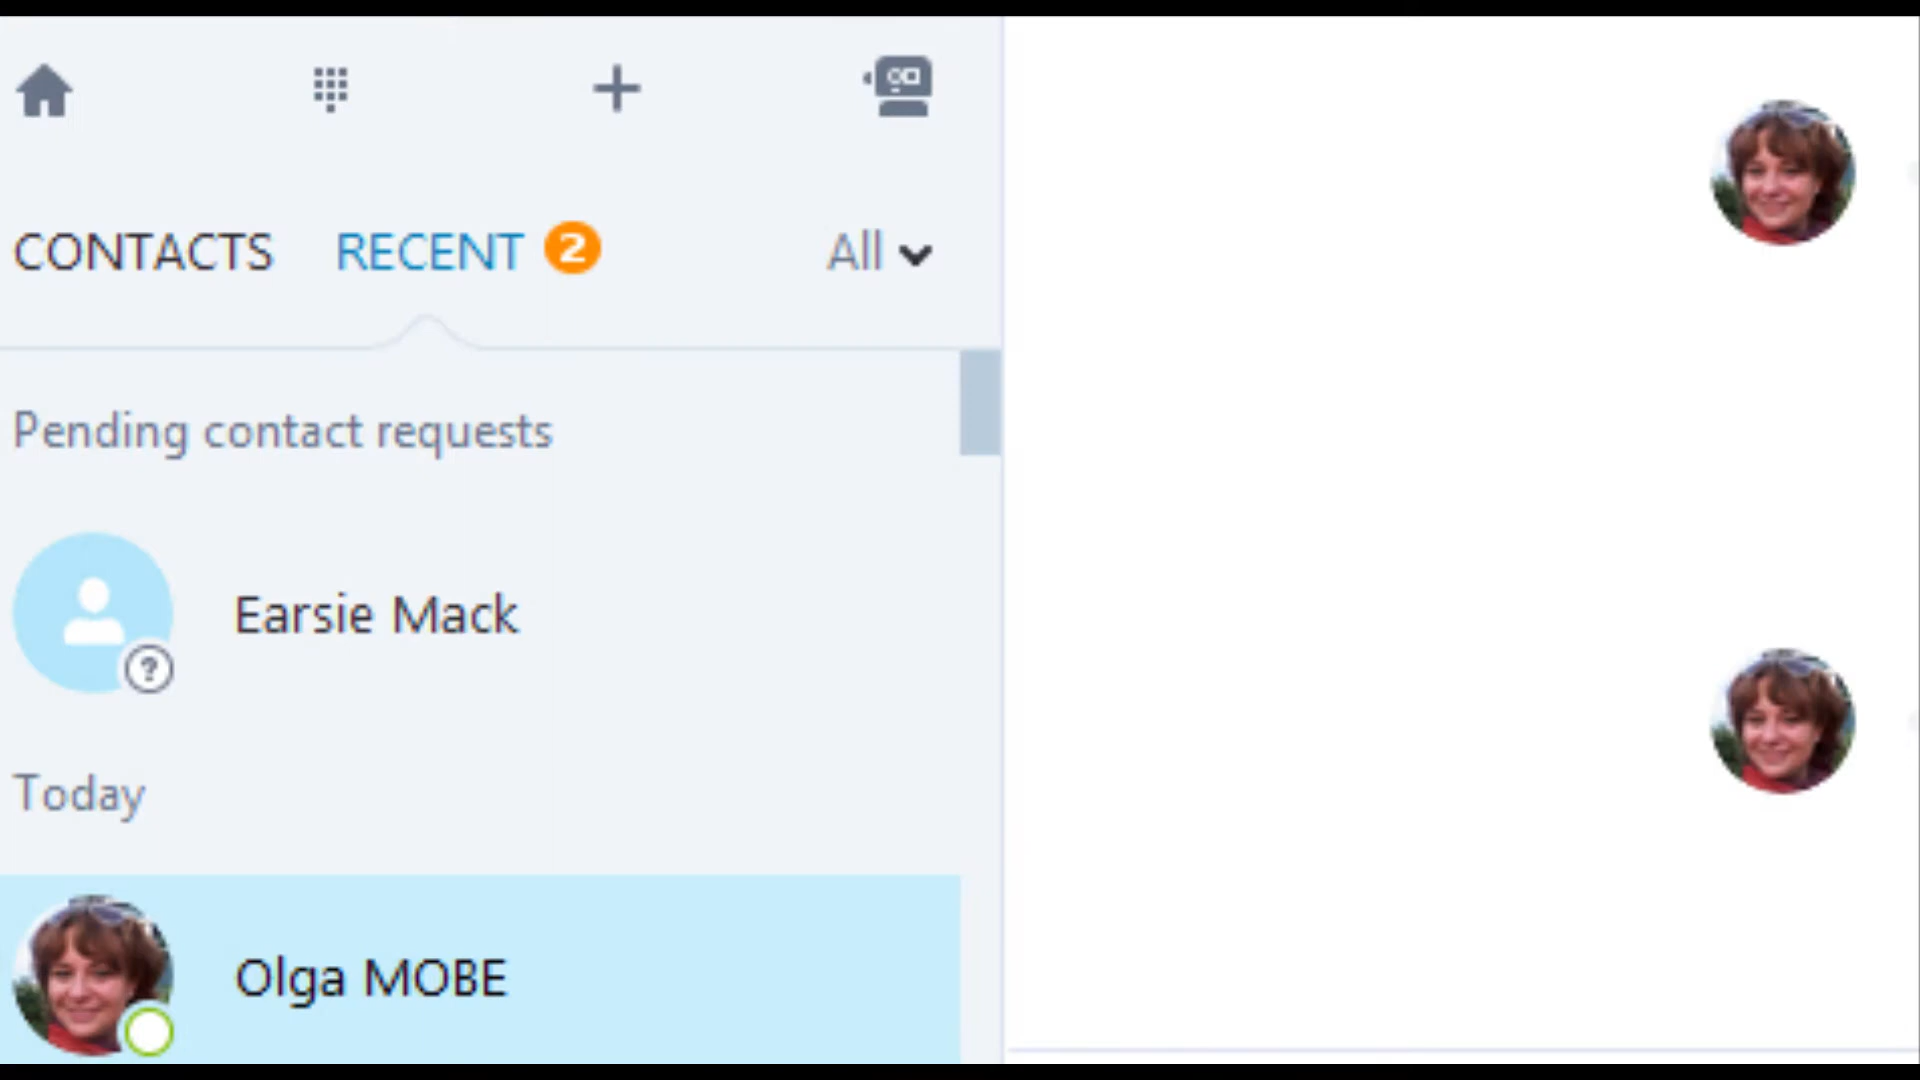 CONTACTS RECENT 2 All
Pending contact requests
Earsie Mack
?
Today
Olga MOBE